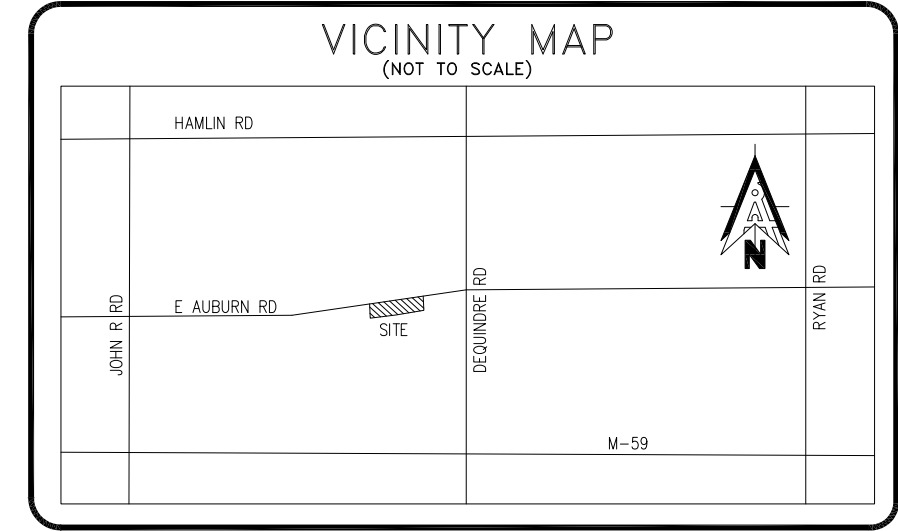 VICINITY MAP
(NOT TO SCALE)
HAMLIN RD
N
E AUBURN RD
SITE
JOHN R RD
DEQUINDRE RD
RYAN RD
M-59